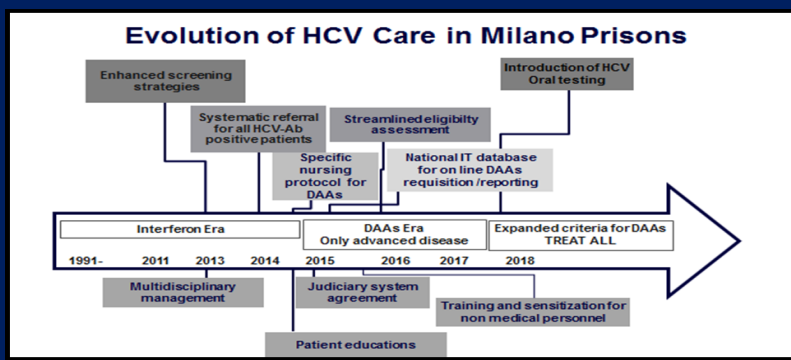 Evolution of HCV Care in Milano Prisons
Enhanced screening
strategies
Introduction of HCV
Oral testing
Systematic referral
for all HCV-Ab
positive patients
Streamlined eligibilty
assessment
Specific
nursing
protocol for
DAAs
National IT database
for on line DAAs
requisition /reporting
Interferon Era
DAAs Era
Only advanced disease
Expanded criteria for DAAs
TREAT ALL
1991- 2011 2013 2014 2015 2016 2017 2018
Multidisciplinary
management
Judiciary system
agreement
Training and sensitization for
non medical personnel
Patient educations